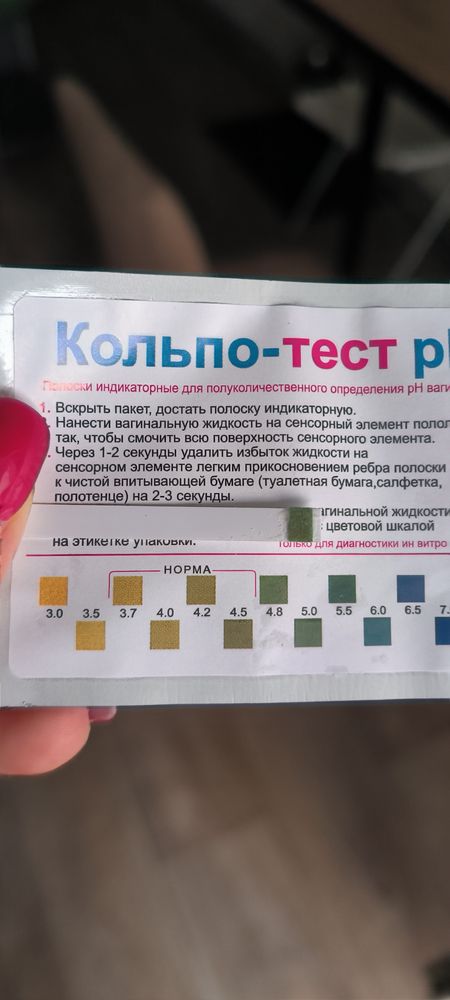 Кольпо-тест p
Полоски индикаторные для полуколичественного определения pH ваги
1. Вскрыть пакет, достать полоску индикаторную.
Нанести вагинальную жидкость на сенсорный элемент поло
так, чтобы смочить всю поверхность сенсорного элемента.
Через 1-2 секунды удалить избыток жидкости на
сенсорном элементе легким прикосновением ребра полоски
к чистой впитывающей бумаге (туалетная бумага,салфетка,
полотенце) на 2-3 секунды.
агинальной жидкости
с цветовой шкалой
на этикетке упаковки.
Только для диагностики ин витро
НОРМА
3.0 3.5 3.7 4.0 4.2 4.5 4.8 5.0 5.5 6.0 6.5 7.